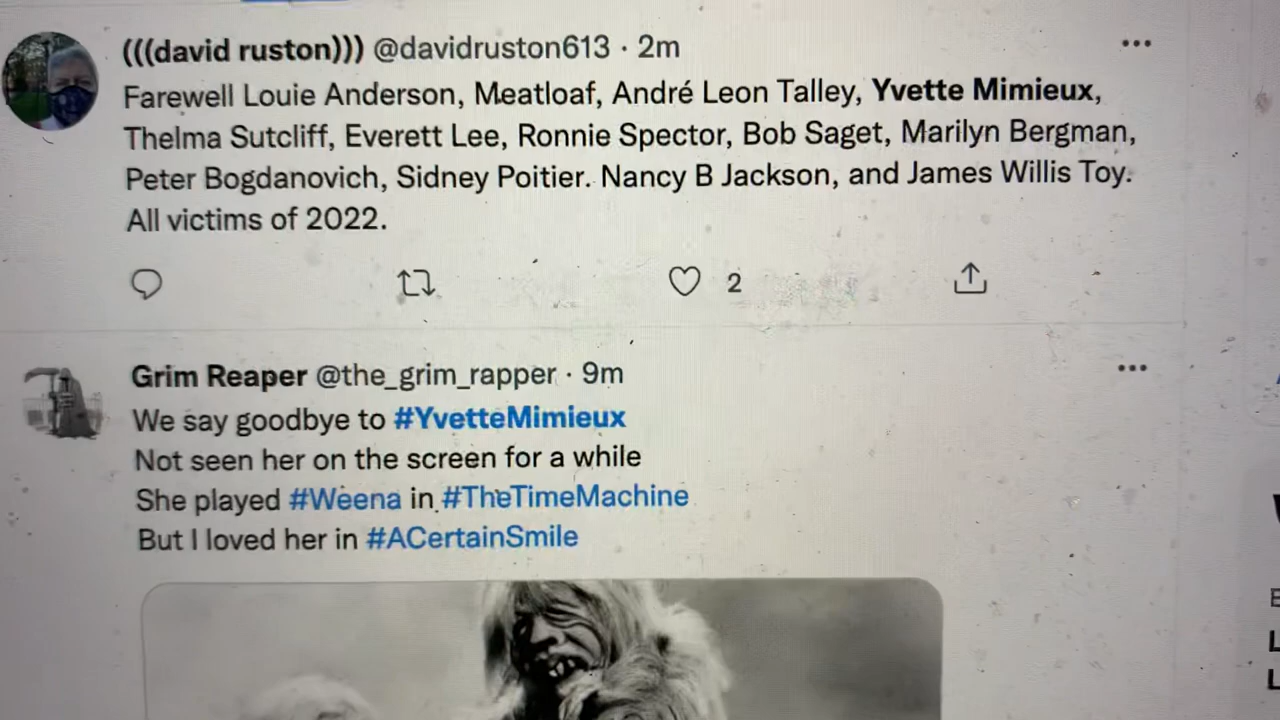 (((david ruston))) @davidruston613 · 2m
Farewell Louie Anderson, Meatloaf, André Leon Talley, Yvette Mimieux,
Thelma Sutcliff, Everett Lee, Ronnie Spector, Bob Saget, Marilyn Bergman,
Peter Bogdanovich, Sidney Poitier. Nancy B Jackson, and James Willis Toy.
All victims of 2022.
2
Grim Reaper @the_grim_rapper · 9m
We say goodbye to #YvetteMimieux
Not seen her on the screen for a while
She played #Weena in #TheTimeMachine
But I loved her in #ACertainSmile